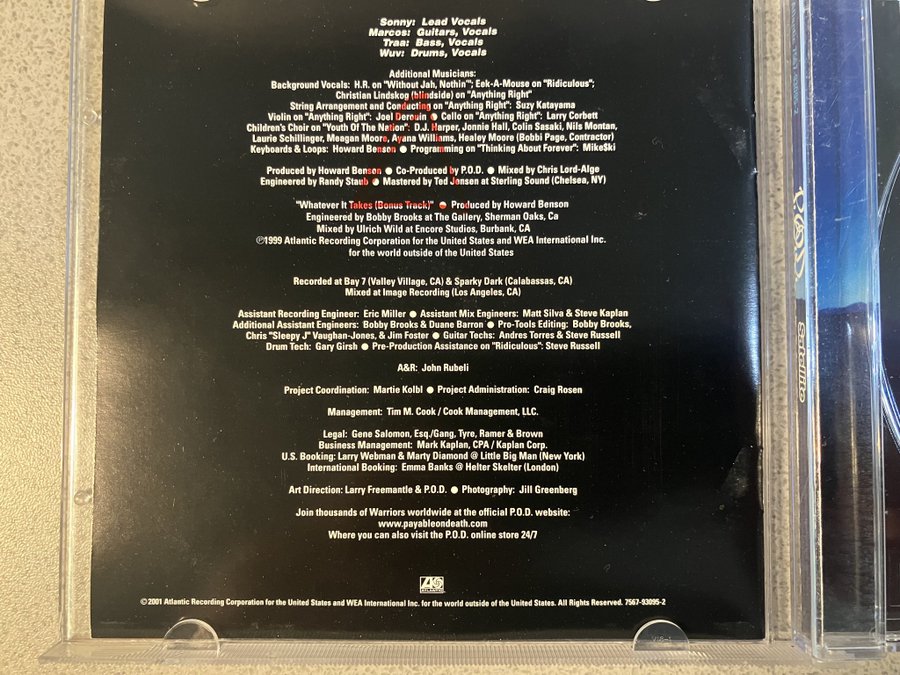 Sonny: Lead Vocals
Marcos: Guitars, Vocals
Traa: Bass, Vocals
Wuv: Drums, Vocals
Additional Musicians:
Background Vocals: H.R. on "Without Jah, Nothin'"; Eek-A-Mouse on "Ridiculous";
Christian Lindskog (blindside) on "Anything Right"
String Arrangement and Conducting on "Anything Right": Suzy Katayama
Violin on "Anything Right": Joel Derouin ● Cello on "Anything Right": Larry Corbett
Children's Choir on "Youth Of The Nation": D.J. Harper, Jonnie Hall, Colin Sasaki, Nils Montan,
Laurie Schillinger, Meagan Moore, Ayana Williams, Healey Moore (Bobbi Page, Contractor)
Keyboards & Loops: Howard Benson ● Programming on "Thinking About Forever": Mike$ki
Produced by Howard Benson ● Co-Produced by P.O.D. ● Mixed by Chris Lord-Alge
Engineered by Randy Staub ● Mastered by Ted Jensen at Sterling Sound (Chelsea, NY)
"Whatever It Takes (Bonus Track)" ● Produced by Howard Benson
Engineered by Bobby Brooks at The Gallery, Sherman Oaks, Ca
Mixed by Ulrich Wild at Encore Studios, Burbank, CA
℗1999 Atlantic Recording Corporation for the United States and WEA International Inc.
for the world outside of the United States
Recorded at Bay 7 (Valley Village, CA) & Sparky Dark (Calabassas, CA)
Mixed at Image Recording (Los Angeles, CA)
Assistant Recording Engineer: Eric Miller ● Assistant Mix Engineers: Matt Silva & Steve Kaplan
Additional Assistant Engineers: Bobby Brooks & Duane Barron ● Pro-Tools Editing: Bobby Brooks,
Chris "Sleepy J" Vaughan-Jones, & Jim Foster ● Guitar Techs: Andres Torres & Steve Russell
Drum Tech: Gary Girsh ● Pre-Production Assistance on "Ridiculous": Steve Russell
A&R: John Rubeli
Project Coordination: Martie Kolbl ● Project Administration: Craig Rosen
Management: Tim M. Cook / Cook Management, LLC.
Legal: Gene Salomon, Esq./Gang, Tyre, Ramer & Brown
Business Management: Mark Kaplan, CPA / Kaplan Corp.
U.S. Booking: Larry Webman & Marty Diamond @ Little Big Man (New York)
International Booking: Emma Banks @ Helter Skelter (London)
Art Direction: Larry Freemantle & P.O.D. ● Photography: Jill Greenberg
Join thousands of Warriors worldwide at the official P.O.D. website:
www.payableondeath.com
Where you can also visit the P.O.D. online store 24/7
ATLANTIC
©2001 Atlantic Recording Corporation for the United States and WEA International Inc. for the world outside of the United States. All Rights Reserved. 7567-93095-2
P.O.D.
Satellite